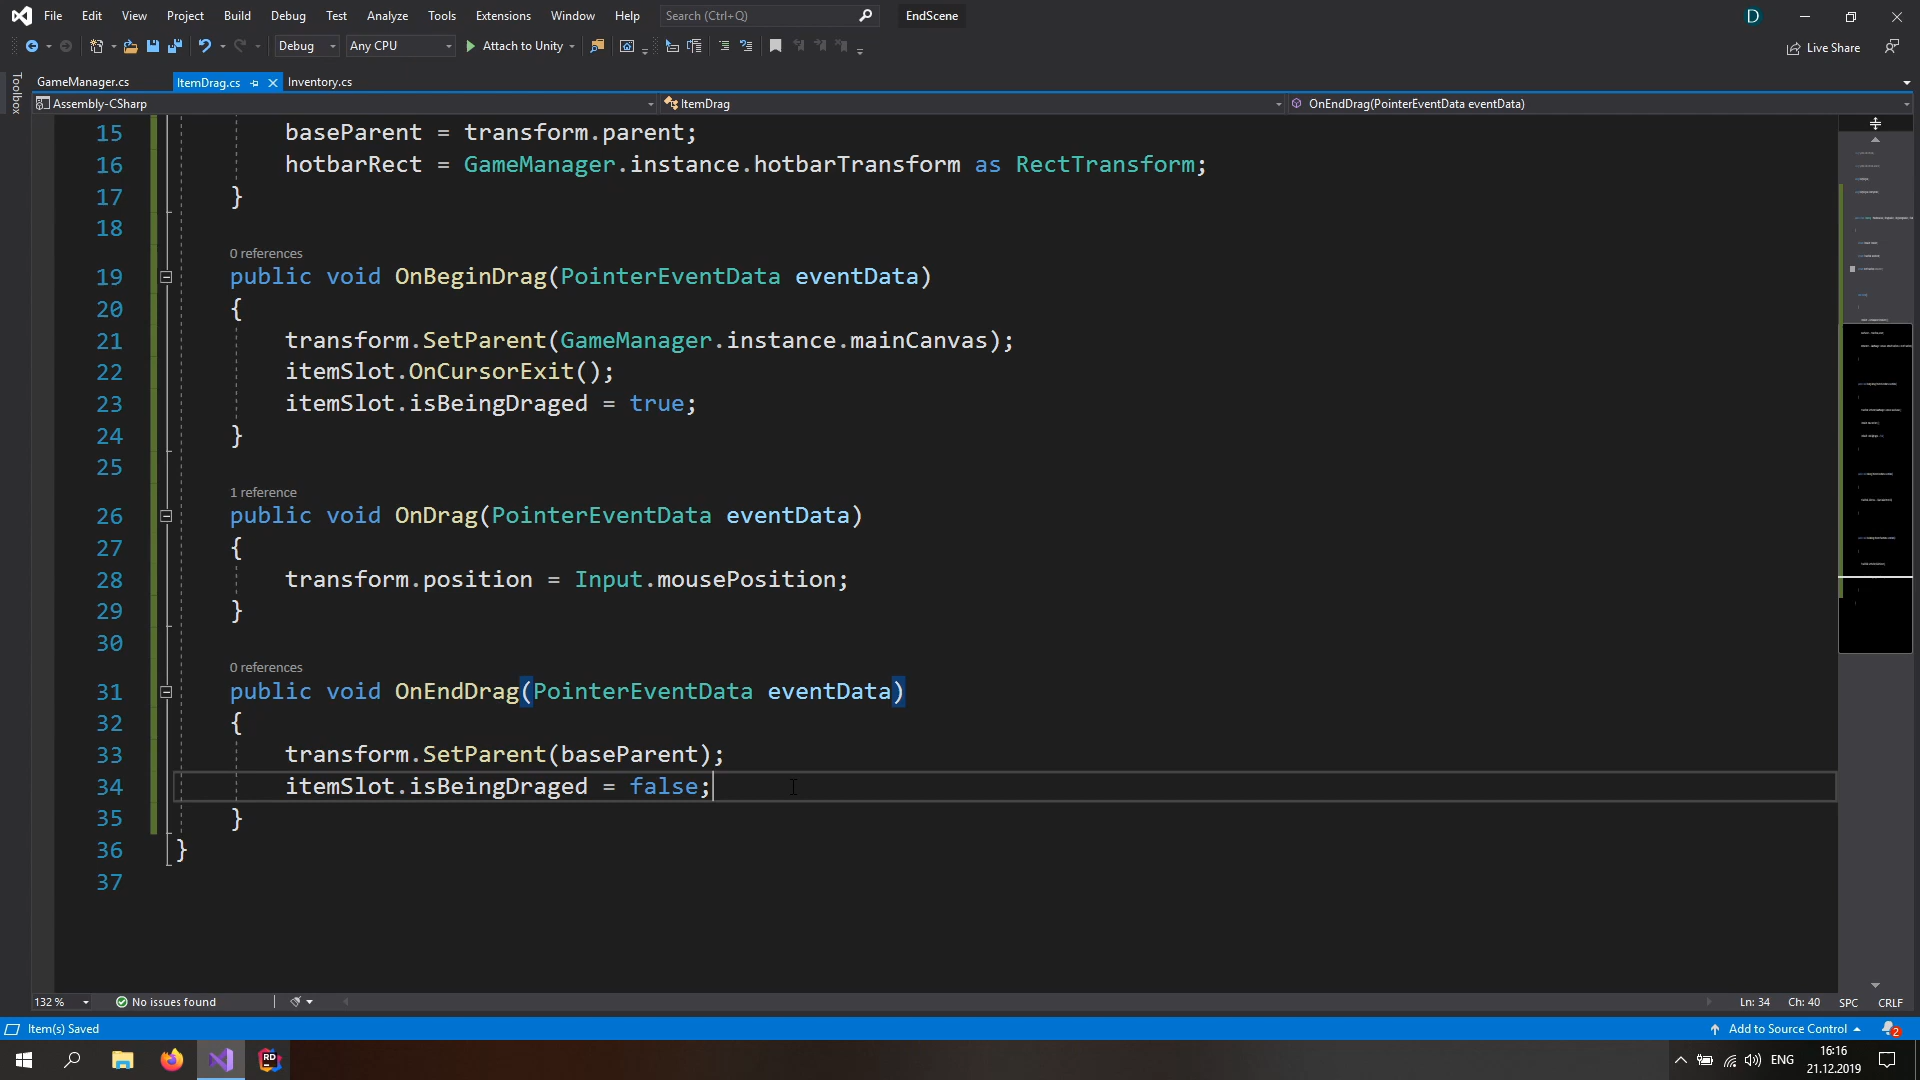 File Edit View Project Build Debug Test Analyze Tools Extensions Window Help Search (Ctrl+Q) EndScene D
Debug Any CPU Attach to Unity Live Share
Toolbox
GameManager.cs ItemDrag.cs Inventory.cs
Assembly-CSharp ItemDrag OnEndDrag(PointerEventData eventData)
15 baseParent = transform.parent;
16 hotbarRect = GameManager.instance.hotbarTransform as RectTransform;
17 }
18
0 references
19 public void OnBeginDrag(PointerEventData eventData)
20 {
21 transform.SetParent(GameManager.instance.mainCanvas);
22 itemSlot.OnCursorExit();
23 itemSlot.isBeingDraged = true;
24 }
25
1 reference
26 public void OnDrag(PointerEventData eventData)
27 {
28 transform.position = Input.mousePosition;
29 }
30
0 references
31 public void OnEndDrag(PointerEventData eventData)
32 {
33 transform.SetParent(baseParent);
34 itemSlot.isBeingDraged = false;
35 }
36 }
37
132 % No issues found Ln: 34 Ch: 40 SPC CRLF
Item(s) Saved Add to Source Control 2
RD ENG 16:16
21.12.2019